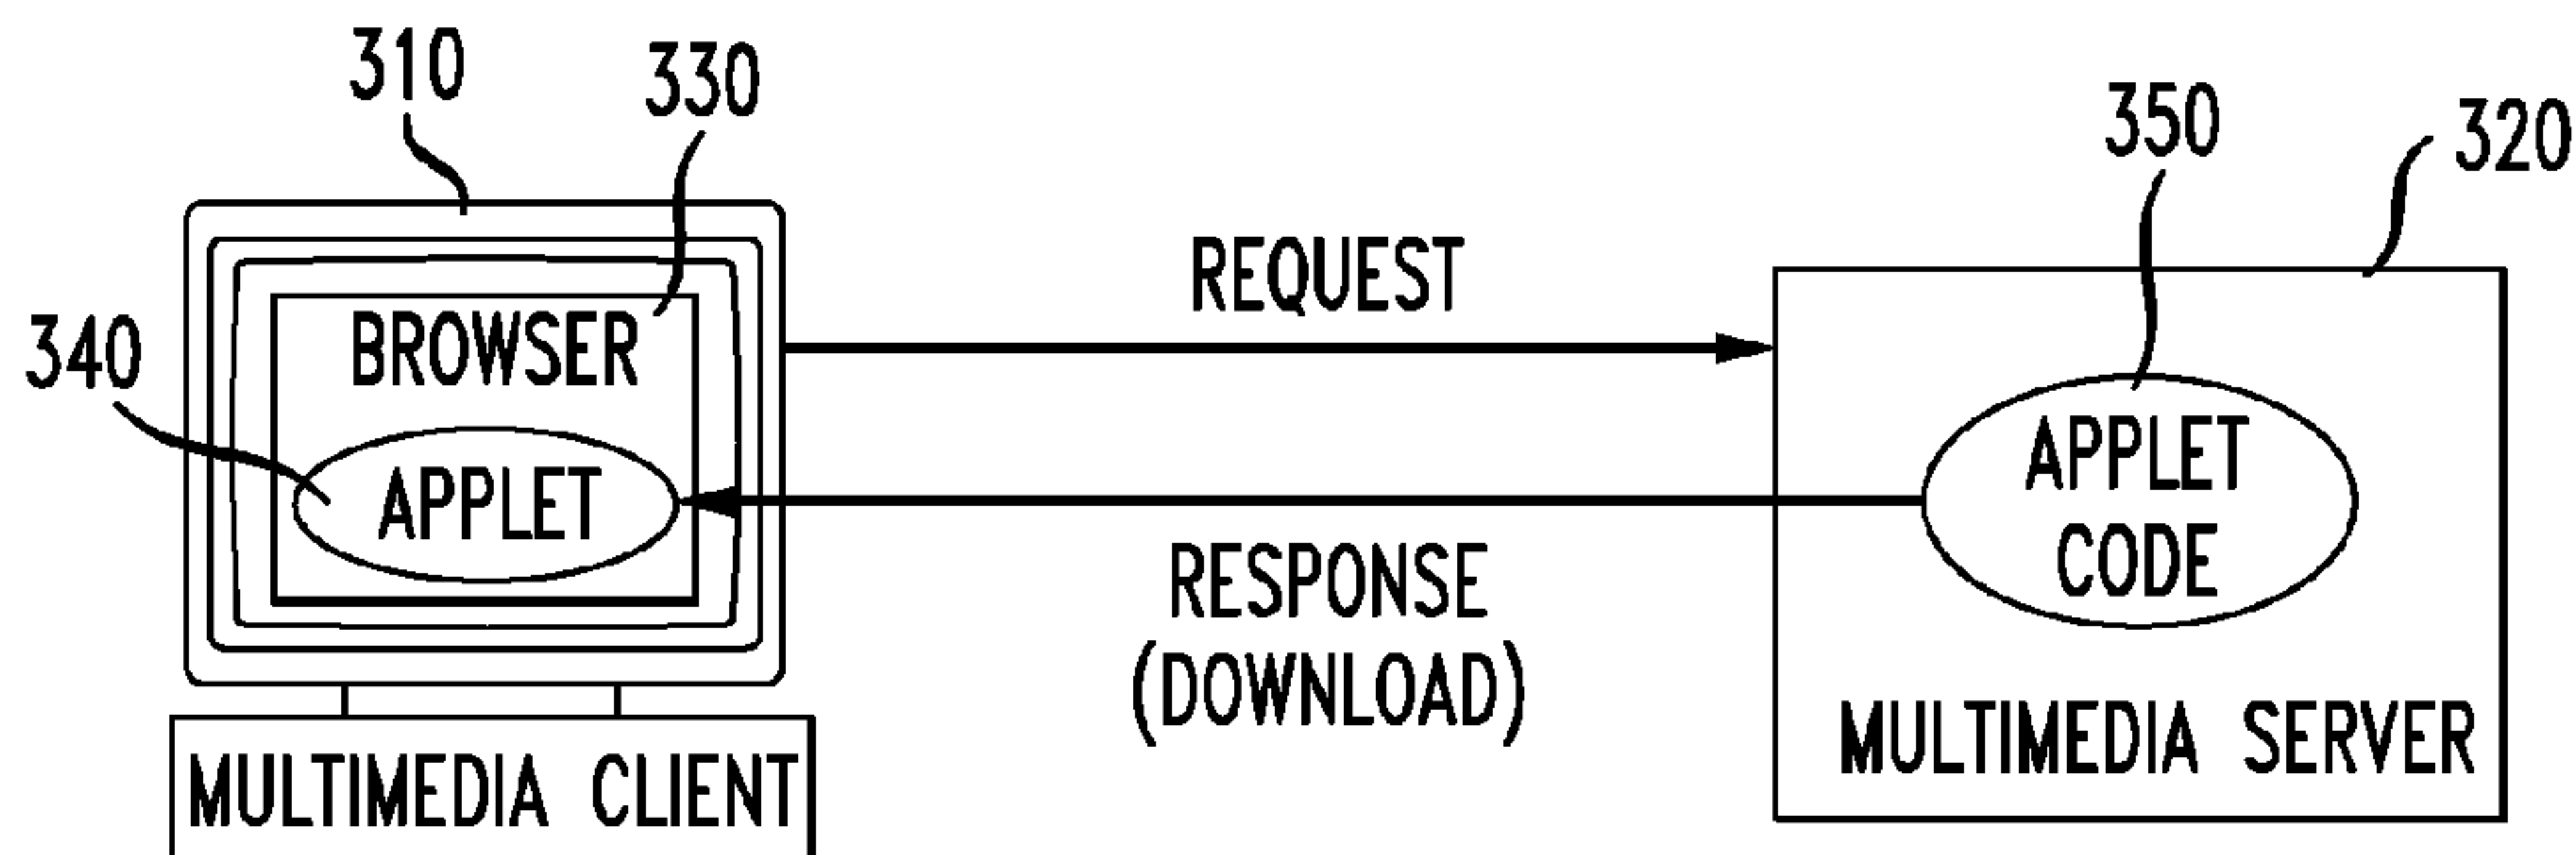 310
330
350
320
REQUEST
BROWSER
340
APPLET
APPLET
CODE
RESPONSE
(DOWNLOAD)
MULTIMEDIA SERVER
MULTIMEDIA CLIENT